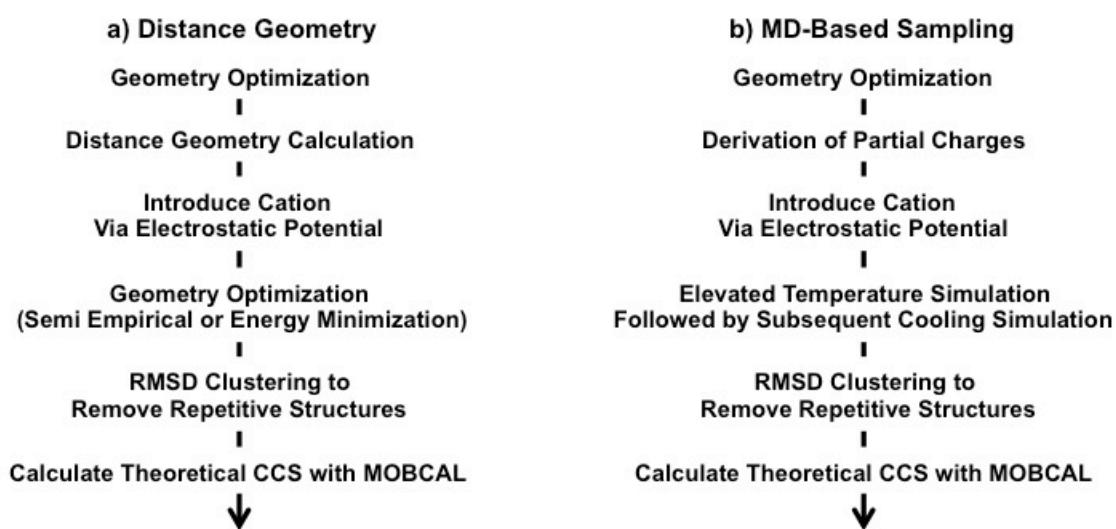 a) Distance Geometry
Geometry Optimization
Distance Geometry Calculation
Introduce Cation
Via Electrostatic Potential
Geometry Optimization
(Semi Empirical or Energy Minimization)
RMSD Clustering to
Remove Repetitive Structures
Calculate Theoretical CCS with MOBCAL
b) MD-Based Sampling
Geometry Optimization
Derivation of Partial Charges
Introduce Cation
Via Electrostatic Potential
Elevated Temperature Simulation
Followed by Subsequent Cooling Simulation
RMSD Clustering to
Remove Repetitive Structures
Calculate Theoretical CCS with MOBCAL